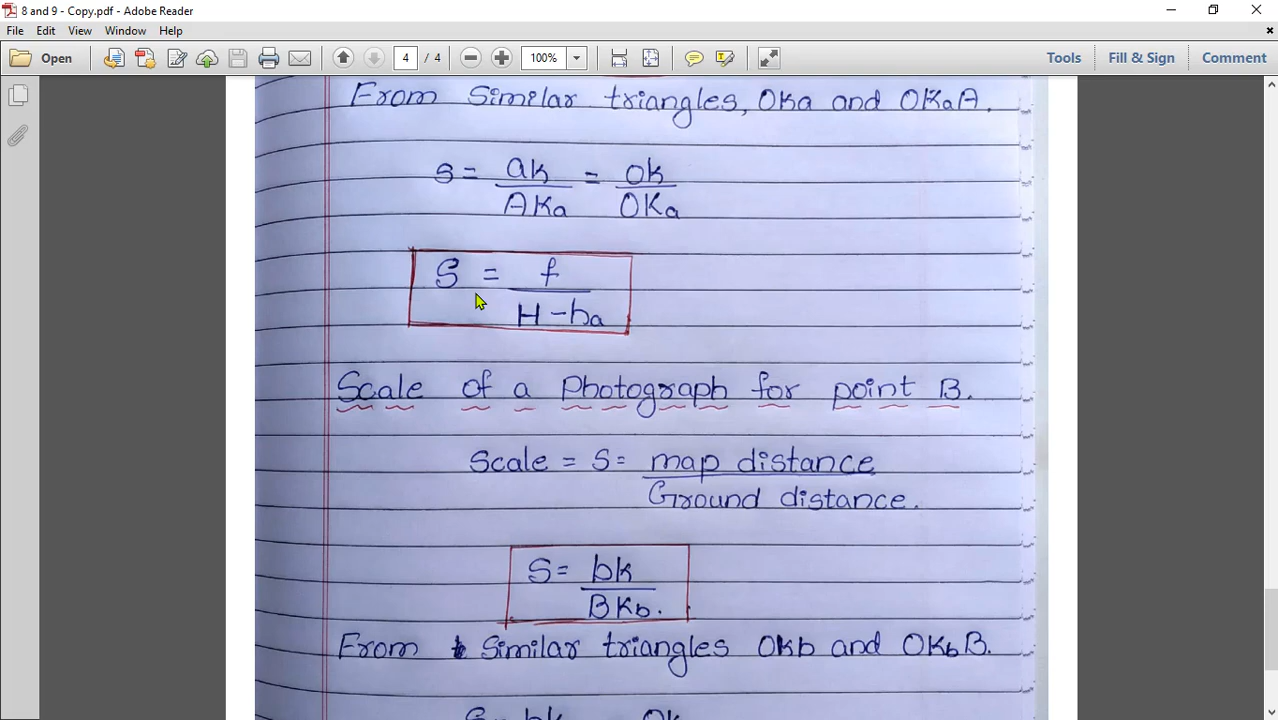 8 and 9 - Copy.pdf - Adobe Reader
File Edit View Window Help
Open 4 / 4 100% Tools Fill & Sign Comment
From Similar triangles, Oka and OKaA.
s = ak / AKa = ok / OKa
S = f / H - ha
Scale of a Photograph for point B.
Scale = S = map distance / Ground distance.
S = bk / BKb.
From Similar triangles Okb and OKbB.
S = bk Ok